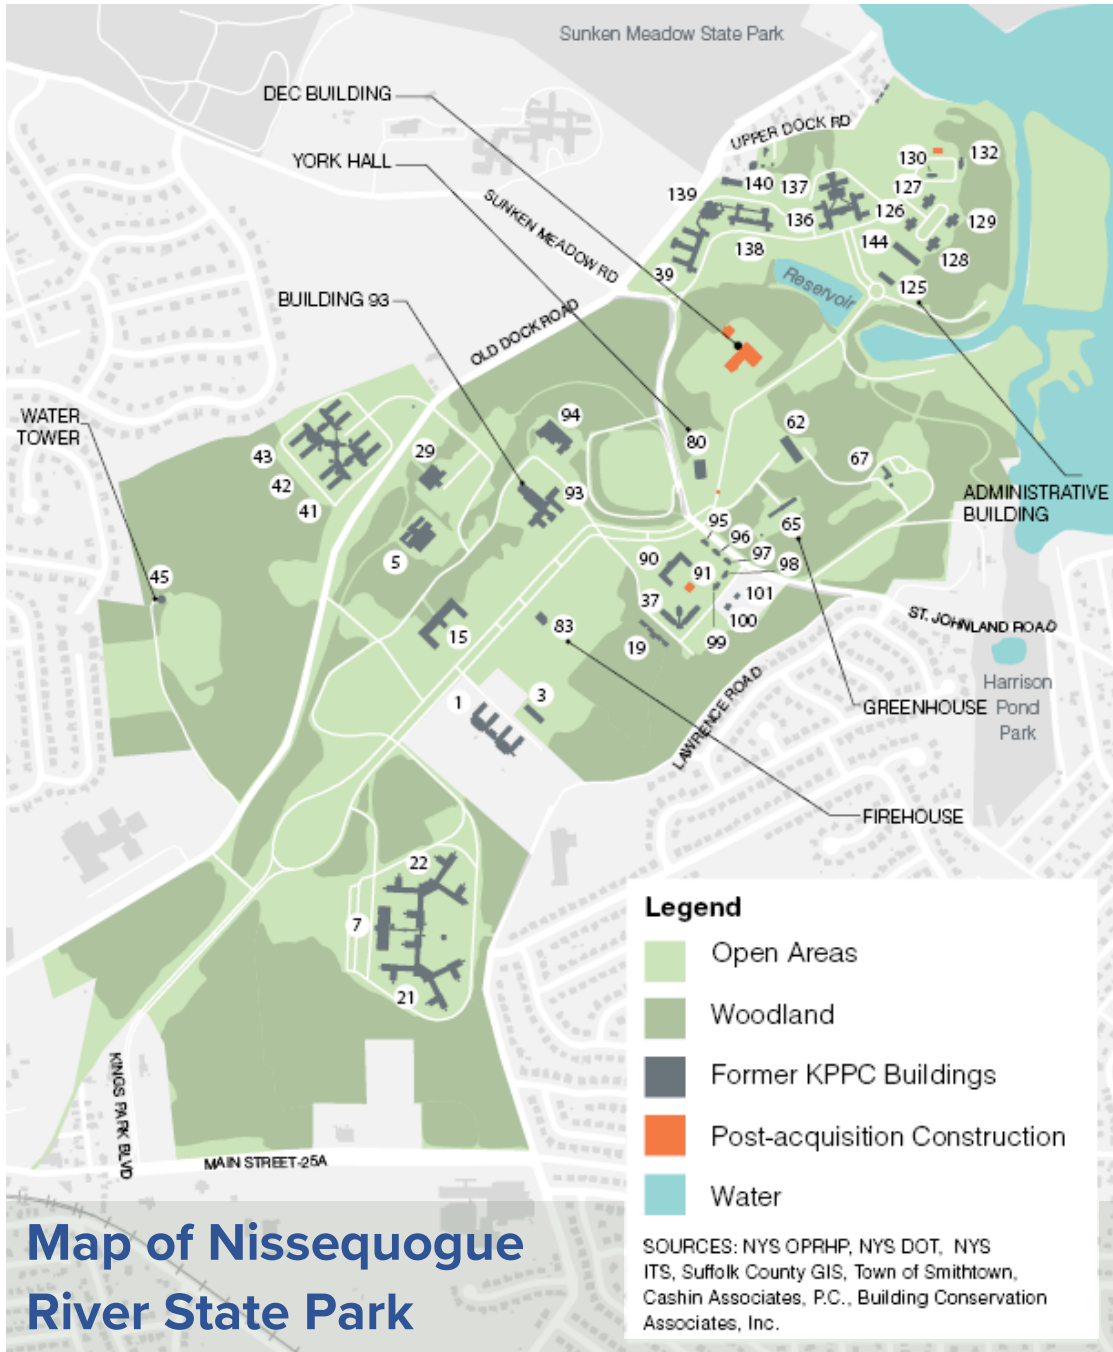 Sunken Meadow State Park
DEC BUILDING
UPPER DOCK RD
YORK HALL
130
132
140
137
127
139
SUNKEN MEADOW RD
136
126
129
138
144
128
39
Reservoir
125
BUILDING 93
OLD DOCK ROAD
WATER
TOWER
94
62
80
29
43
67
42
93
ADMINISTRATIVE
BUILDING
41
95
65
96
5
90
97
98
45
91
101
37
100
ST. JOHNLAND ROAD
83
15
19
99
Harrison
Pond
Park
1
3
GREENHOUSE
LAWRENCE ROAD
FIREHOUSE
22
7
21
KINGS PARK BLVD
MAIN STREET-25A
Legend
Open Areas
Woodland
Former KPPC Buildings
Post-acquisition Construction
Water
SOURCES: NYS OPRHP, NYS DOT, NYS
ITS, Suffolk County GIS, Town of Smithtown,
Cashin Associates, P.C., Building Conservation
Associates, Inc.
Map of Nissequogue
River State Park